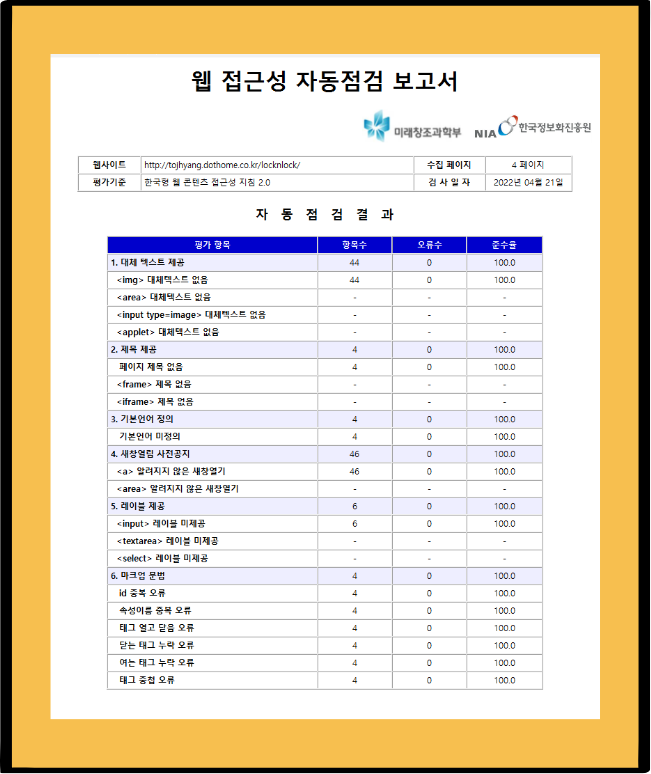 웹 접근성 자동점검 보고서
미래창조과학부 NIA 한국정보화진흥원
웹사이트 http://tojhyang.dothome.co.kr/locknlock/ 수집 페이지 4 페이지
평가기준 한국형 웹 콘텐츠 접근성 지침 2.0 검 사 일 자 2022년 04월 21일
자 동 점 검 결 과
평가 항목 항목수 오류수 준수율
1. 대체 텍스트 제공 44 0 100.0
<img> 대체텍스트 없음 44 0 100.0
<area> 대체텍스트 없음 - - -
<input type=image> 대체텍스트 없음 - - -
<applet> 대체텍스트 없음 - - -
2. 제목 제공 4 0 100.0
페이지 제목 없음 4 0 100.0
<frame> 제목 없음 - - -
<iframe> 제목 없음 - - -
3. 기본언어 정의 4 0 100.0
기본언어 미정의 4 0 100.0
4. 새창열림 사전공지 46 0 100.0
<a> 알려지지 않은 새창열기 46 0 100.0
<area> 알려지지 않은 새창열기 - - -
5. 레이블 제공 6 0 100.0
<input> 레이블 미제공 6 0 100.0
<textarea> 레이블 미제공 - - -
<select> 레이블 미제공 - - -
6. 마크업 문법 4 0 100.0
id 중복 오류 4 0 100.0
속성이름 중복 오류 4 0 100.0
태그 열고 닫음 오류 4 0 100.0
닫는 태그 누락 오류 4 0 100.0
여는 태그 누락 오류 4 0 100.0
태그 중첩 오류 4 0 100.0